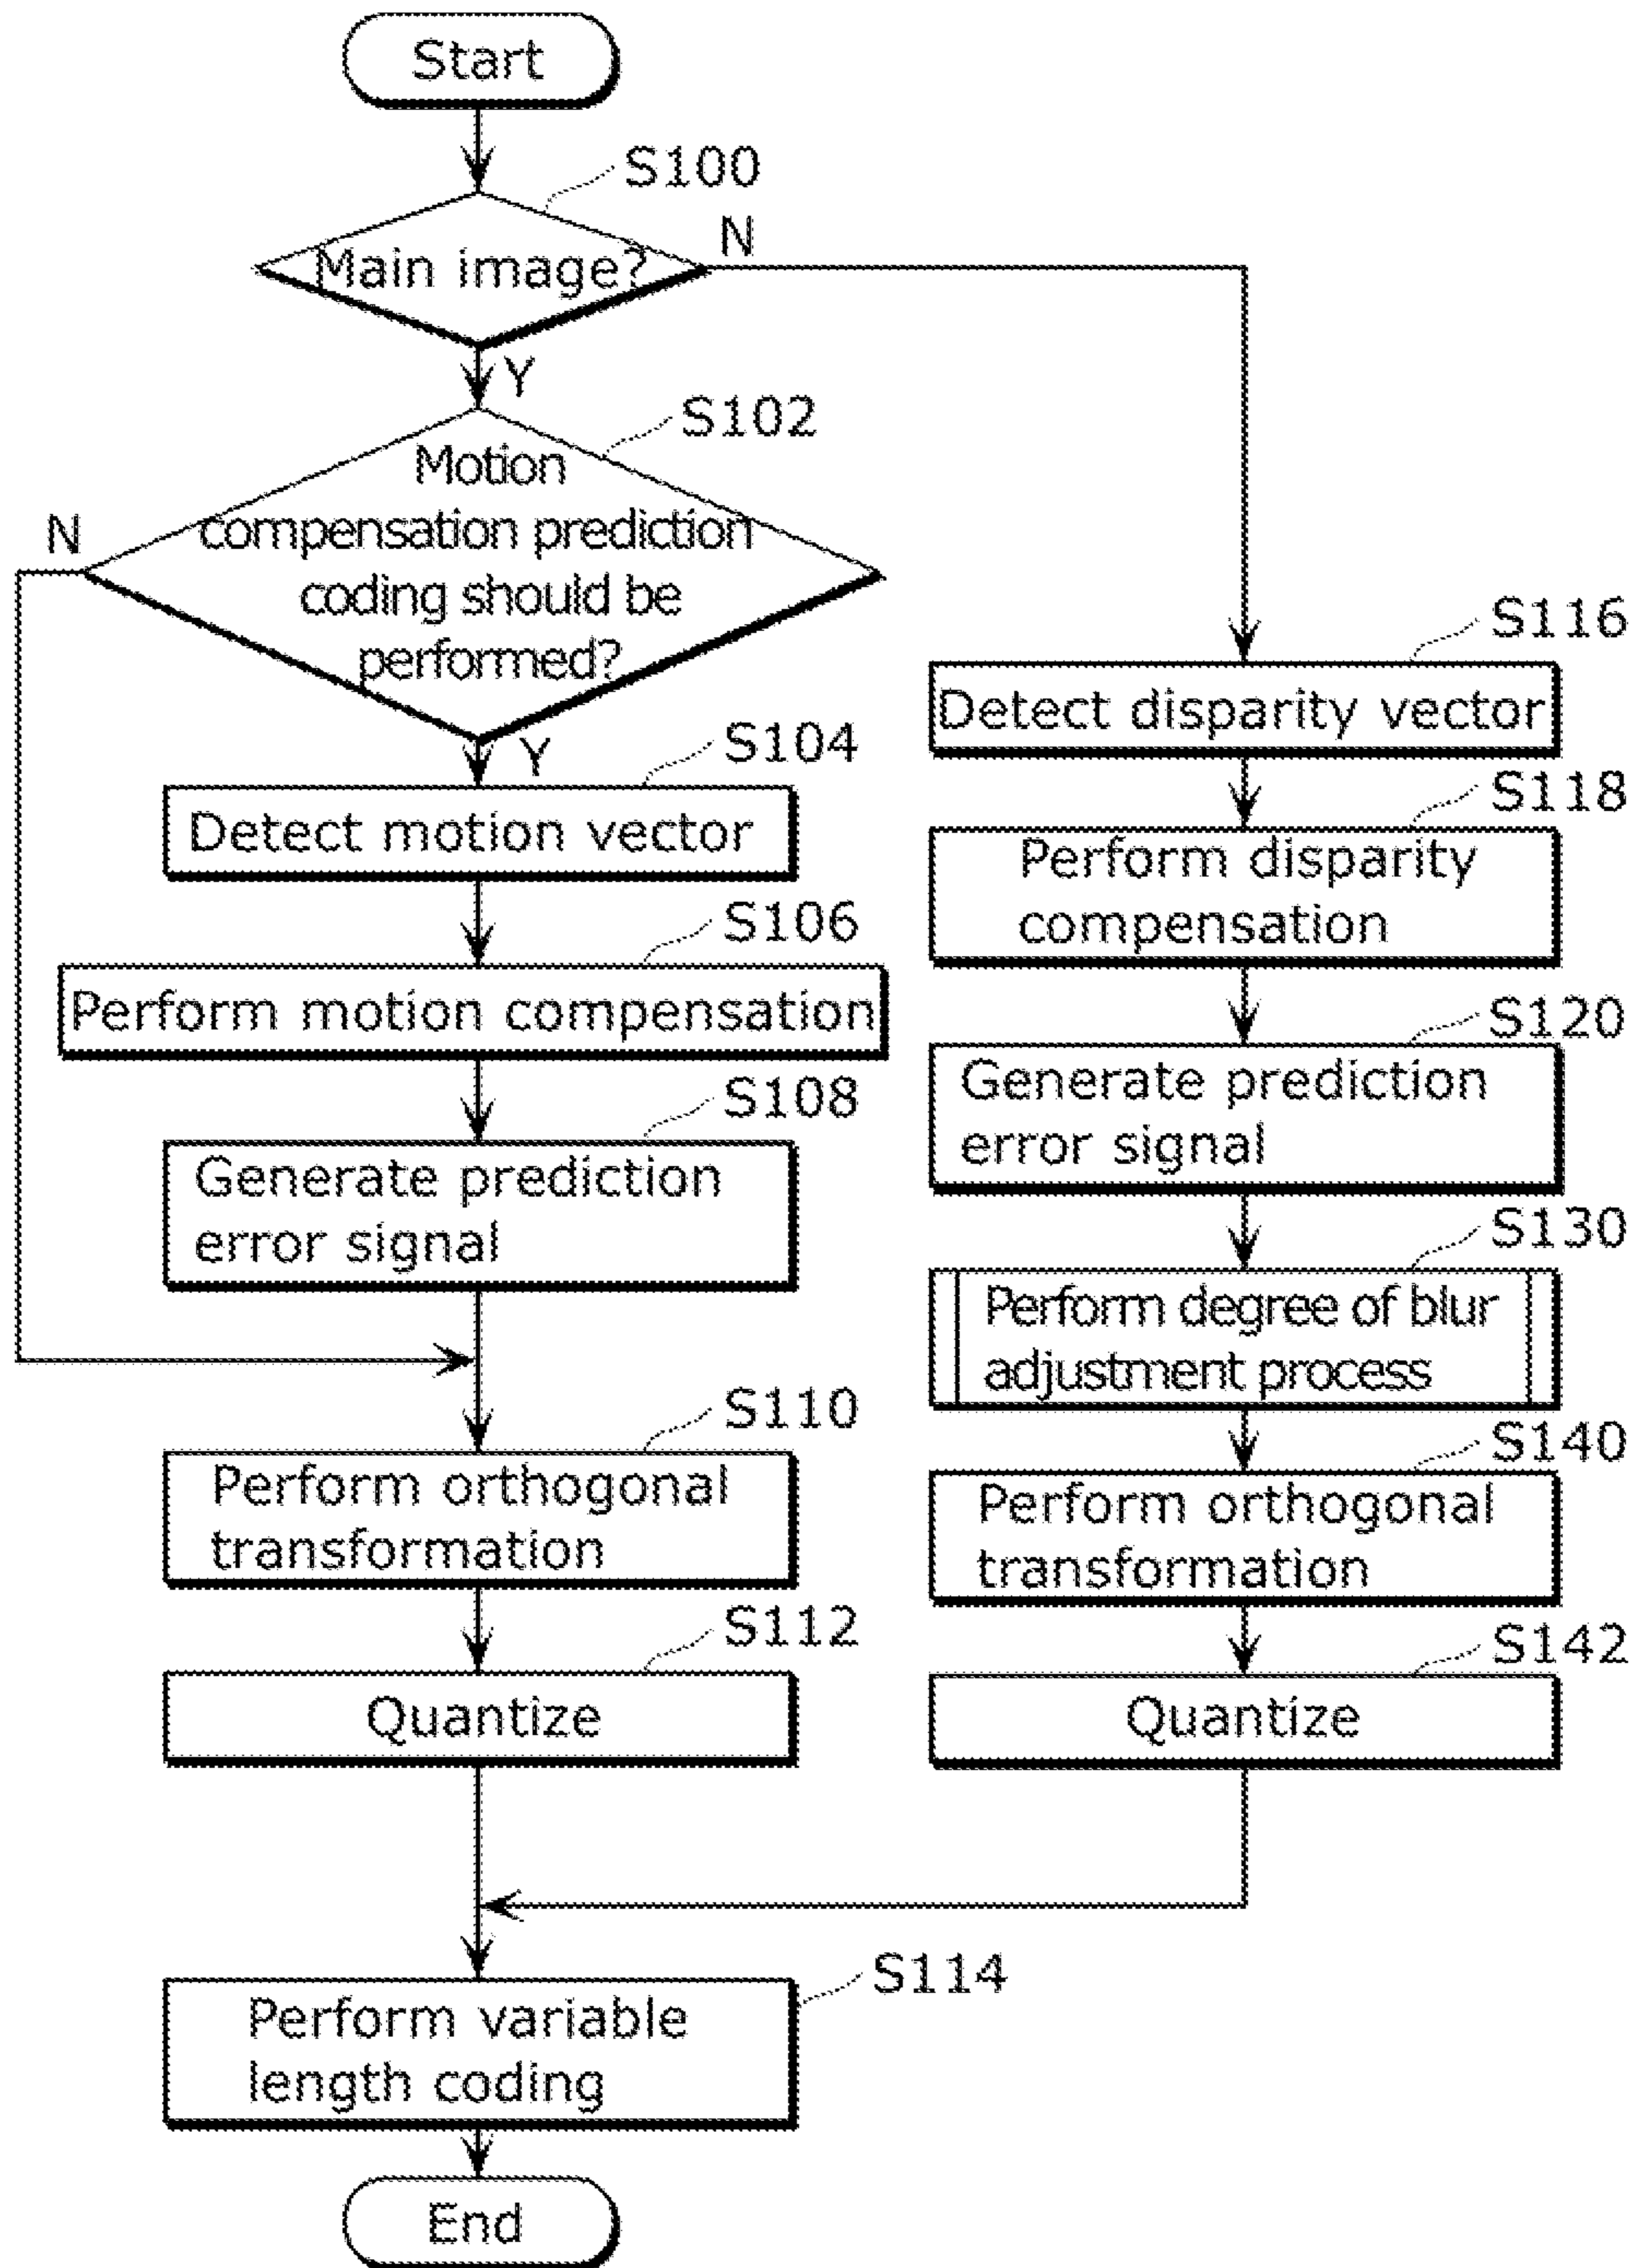 Start
S100
Main image?
N
Y
S102
Motion
compensation prediction
coding should be
performed?
N
Y
S104
Detect motion vector
S106
Perform motion compensation
S108
Generate prediction
error signal
S110
Perform orthogonal
transformation
S112
Quantize
S116
Detect disparity vector
S118
Perform disparity
compensation
S120
Generate prediction
error signal
S130
Perform degree of blur
adjustment process
S140
Perform orthogonal
transformation
S142
Quantize
S114
Perform variable
length coding
End